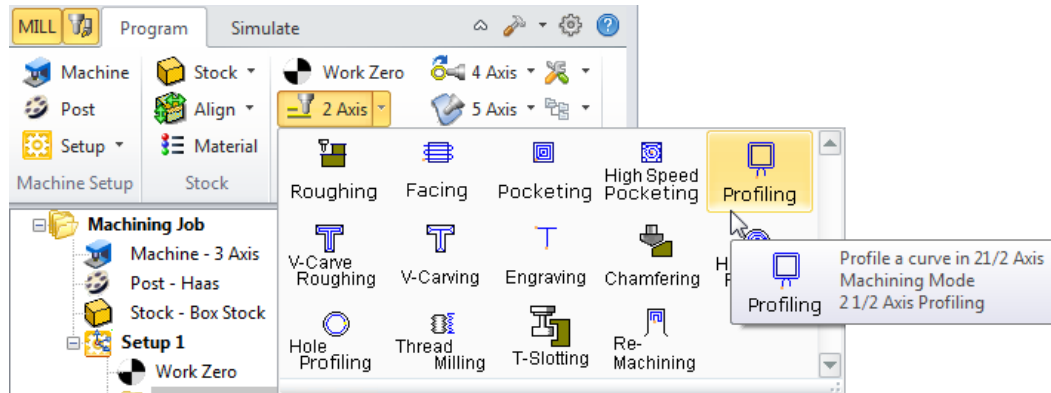 MILL Program Simulate
Machine Stock Work Zero 4 Axis
Post Align 2 Axis 5 Axis
Setup Material
Machine Setup Stock
Roughing Facing Pocketing High Speed
Pocketing Profiling
V-Carve
Roughing V-Carving Engraving Chamfering H
Hole
Profiling Thread
Milling T-Slotting Re-
Machining
Profile a curve in 21/2 Axis
Machining Mode
Profiling 2 1/2 Axis Profiling
Machining Job
Machine - 3 Axis
Post - Haas
Stock - Box Stock
Setup 1
Work Zero